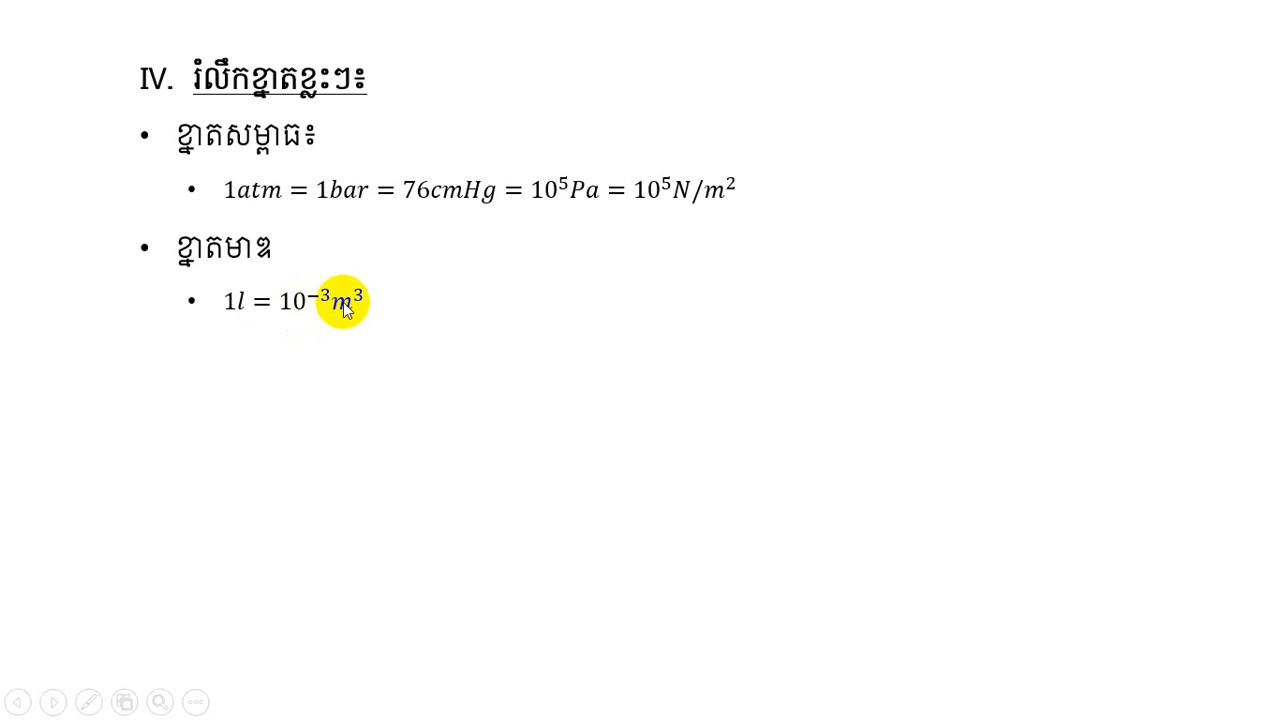 IV. រំលឹកខ្នាតខ្លះៗ៖
• ខ្នាតសម្ពាធ៖
• 1atm = 1bar = 76cmHg = 10⁵Pa = 10⁵N/m²
• ខ្នាតមាឌ
• 1l = 10⁻³m³